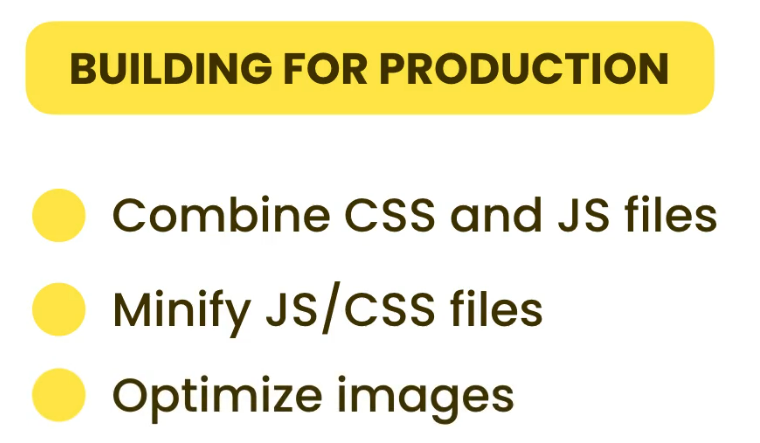 BUILDING FOR PRODUCTION
Combine CSS and JS files
Minify JS/CSS files
Optimize images